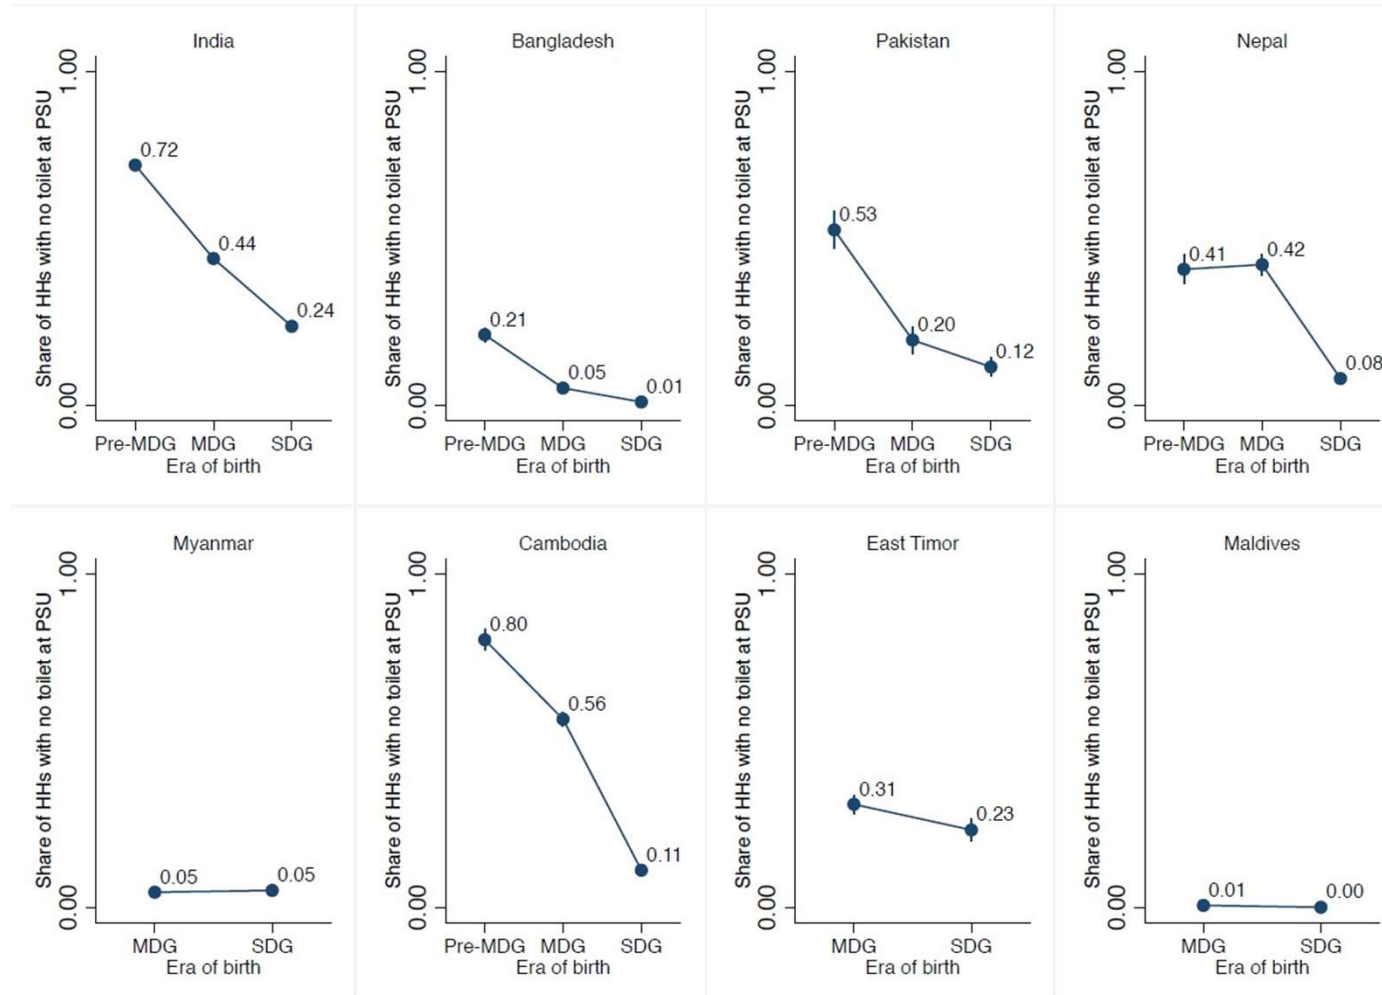 India
Share of HHs with no toilet at PSU
1.00
0.00
0.72
0.44
0.24
Pre-MDG MDG SDG
Era of birth
Bangladesh
Share of HHs with no toilet at PSU
1.00
0.00
0.21
0.05
0.01
Pre-MDG MDG SDG
Era of birth
Pakistan
Share of HHs with no toilet at PSU
1.00
0.00
0.53
0.20
0.12
Pre-MDG MDG SDG
Era of birth
Nepal
Share of HHs with no toilet at PSU
1.00
0.00
0.41
0.42
0.08
Pre-MDG MDG SDG
Era of birth
Myanmar
Share of HHs with no toilet at PSU
1.00
0.00
0.05
0.05
MDG SDG
Era of birth
Cambodia
Share of HHs with no toilet at PSU
1.00
0.00
0.80
0.56
0.11
Pre-MDG MDG SDG
Era of birth
East Timor
Share of HHs with no toilet at PSU
1.00
0.00
0.31
0.23
MDG SDG
Era of birth
Maldives
Share of HHs with no toilet at PSU
1.00
0.00
0.01
0.00
MDG SDG
Era of birth